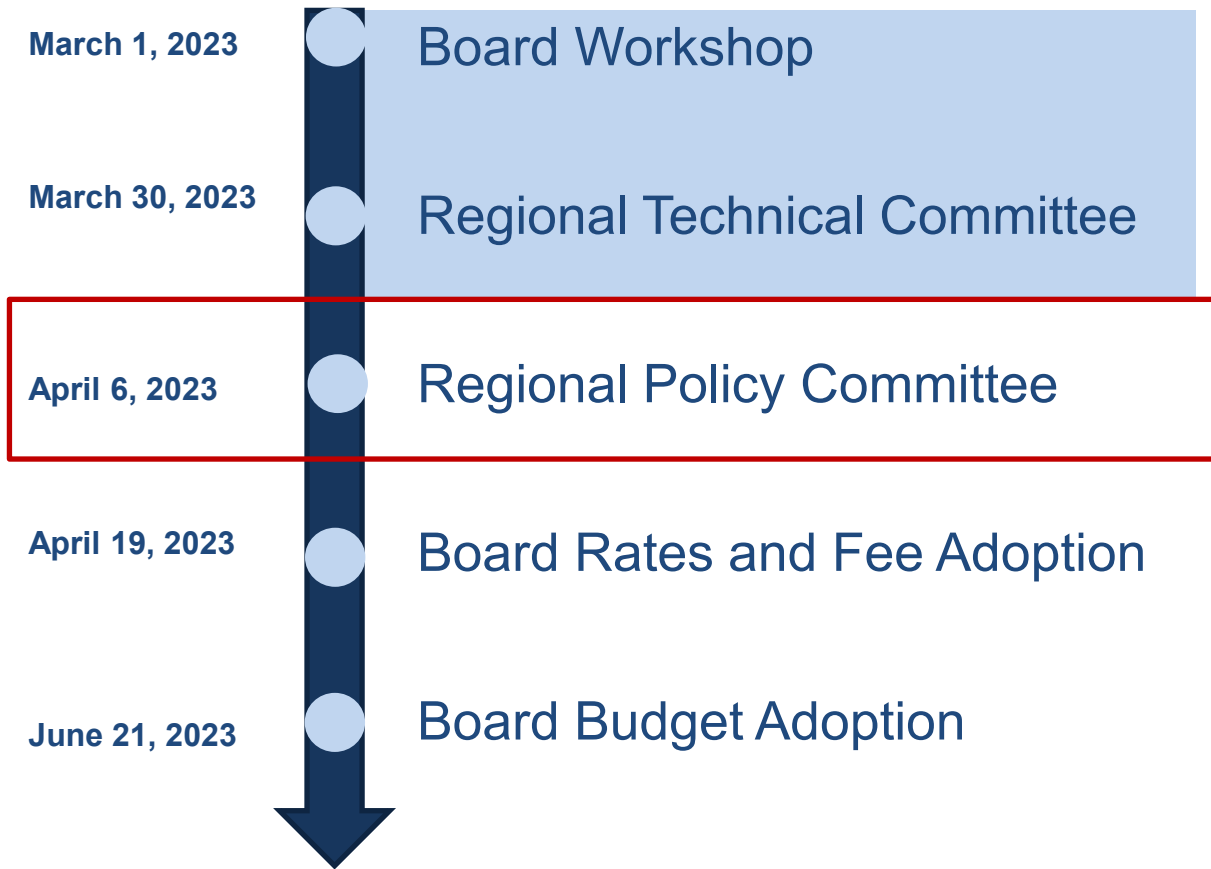 March 1, 2023 Board Workshop
March 30, 2023 Regional Technical Committee
April 6, 2023 Regional Policy Committee
April 19, 2023 Board Rates and Fee Adoption
June 21, 2023 Board Budget Adoption